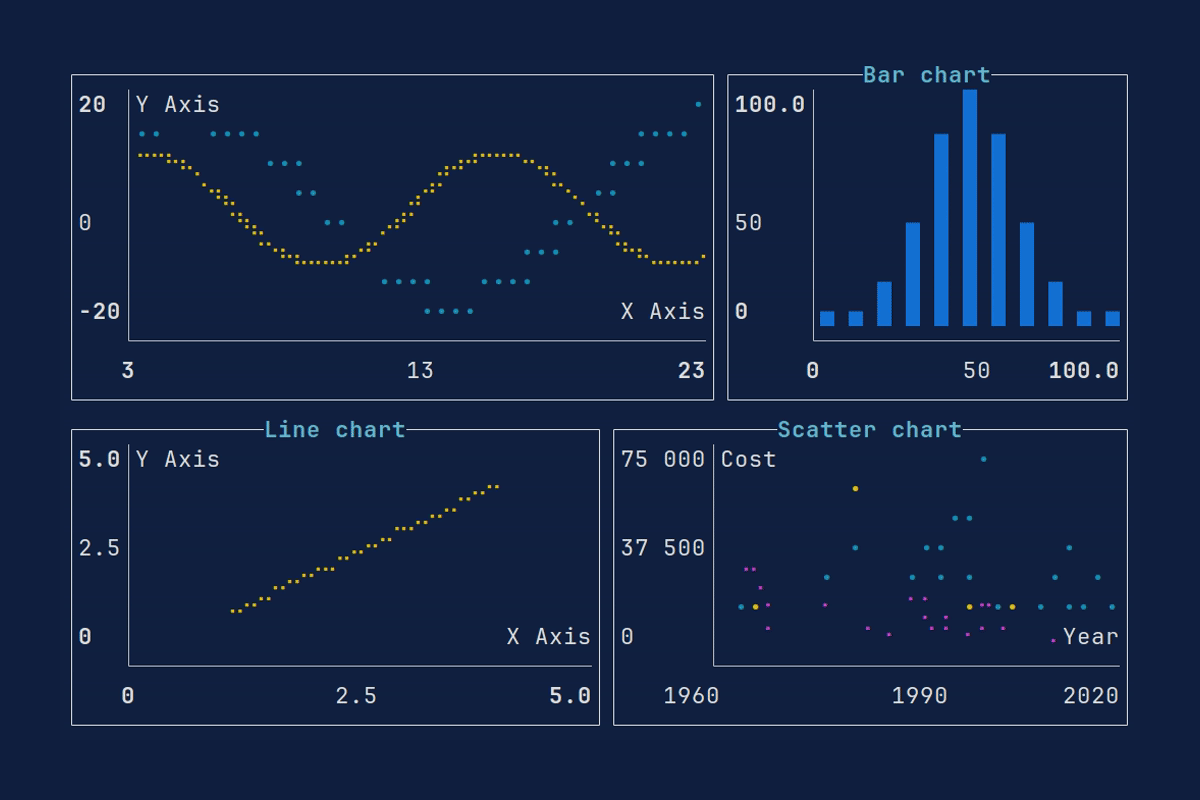 20 Y Axis
0
-20 X Axis
3 13 23
Bar chart
100.0
50
0
0 50 100.0
Line chart
5.0 Y Axis
2.5
0 X Axis
0 2.5 5.0
Scatter chart
75 000 Cost
37 500
0 Year
1960 1990 2020